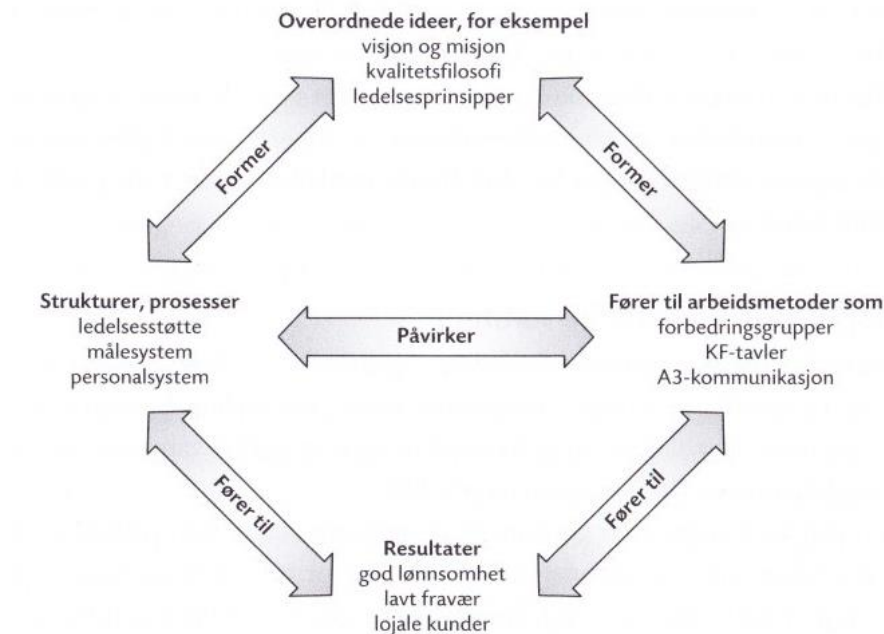 Overordnede ideer, for eksempel
visjon og misjon
kvalitetsfilosofi
ledelsesprinsipper
Former
Former
Strukturer, prosesser
ledelsesstøtte
målesystem
personalsystem
Påvirker
Fører til arbeidsmetoder som
forbedringsgrupper
KF-tavler
A3-kommunikasjon
Fører til
Fører til
Resultater
god lønnsomhet
lavt fravær
lojale kunder